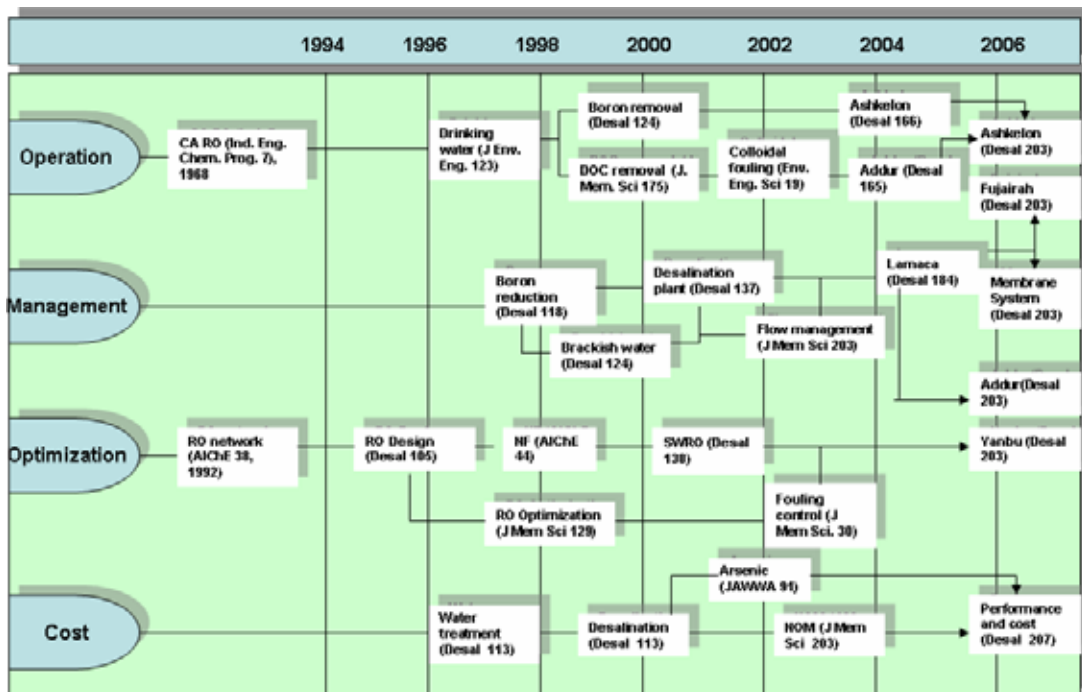 1994 1996 1998 2000 2002 2004 2006
Operation
CA RO (Ind. Eng.
Chem. Prog. 7),
1968
Drinking
water (J Env.
Eng. 123)
Boron removal
(Desal 124)
DOC removal (J.
Mem. Sci 175)
Colloidal
fouling (Env.
Eng. Sci 19)
Ashkelon
(Desal 166)
Addur (Desal
165)
Ashkelon
(Desal 203)
Fujairah
(Desal 203)
Management
Boron
reduction
(Desal 118)
Brackish water
(Desal 124)
Desalination
plant (Desal 137)
Flow management
(J Mem Sci 203)
Larnaca
(Desal 184)
Membrane
System
(Desal 203)
Addur(Desal
203)
Optimization
RO network
(AIChE 38,
1992)
RO Design
(Desal 105)
NF (AIChE
44)
RO Optimization
(J Mem Sci 129)
SWRO (Desal
138)
Fouling
control (J
Mem Sci. 30)
Yanbu (Desal
203)
Cost
Water
treatment
(Desal 113)
Desalination
(Desal 113)
Arsenic
(JAWWA 91)
NOM (J Mem
Sci 203)
Performance
and cost
(Desal 207)